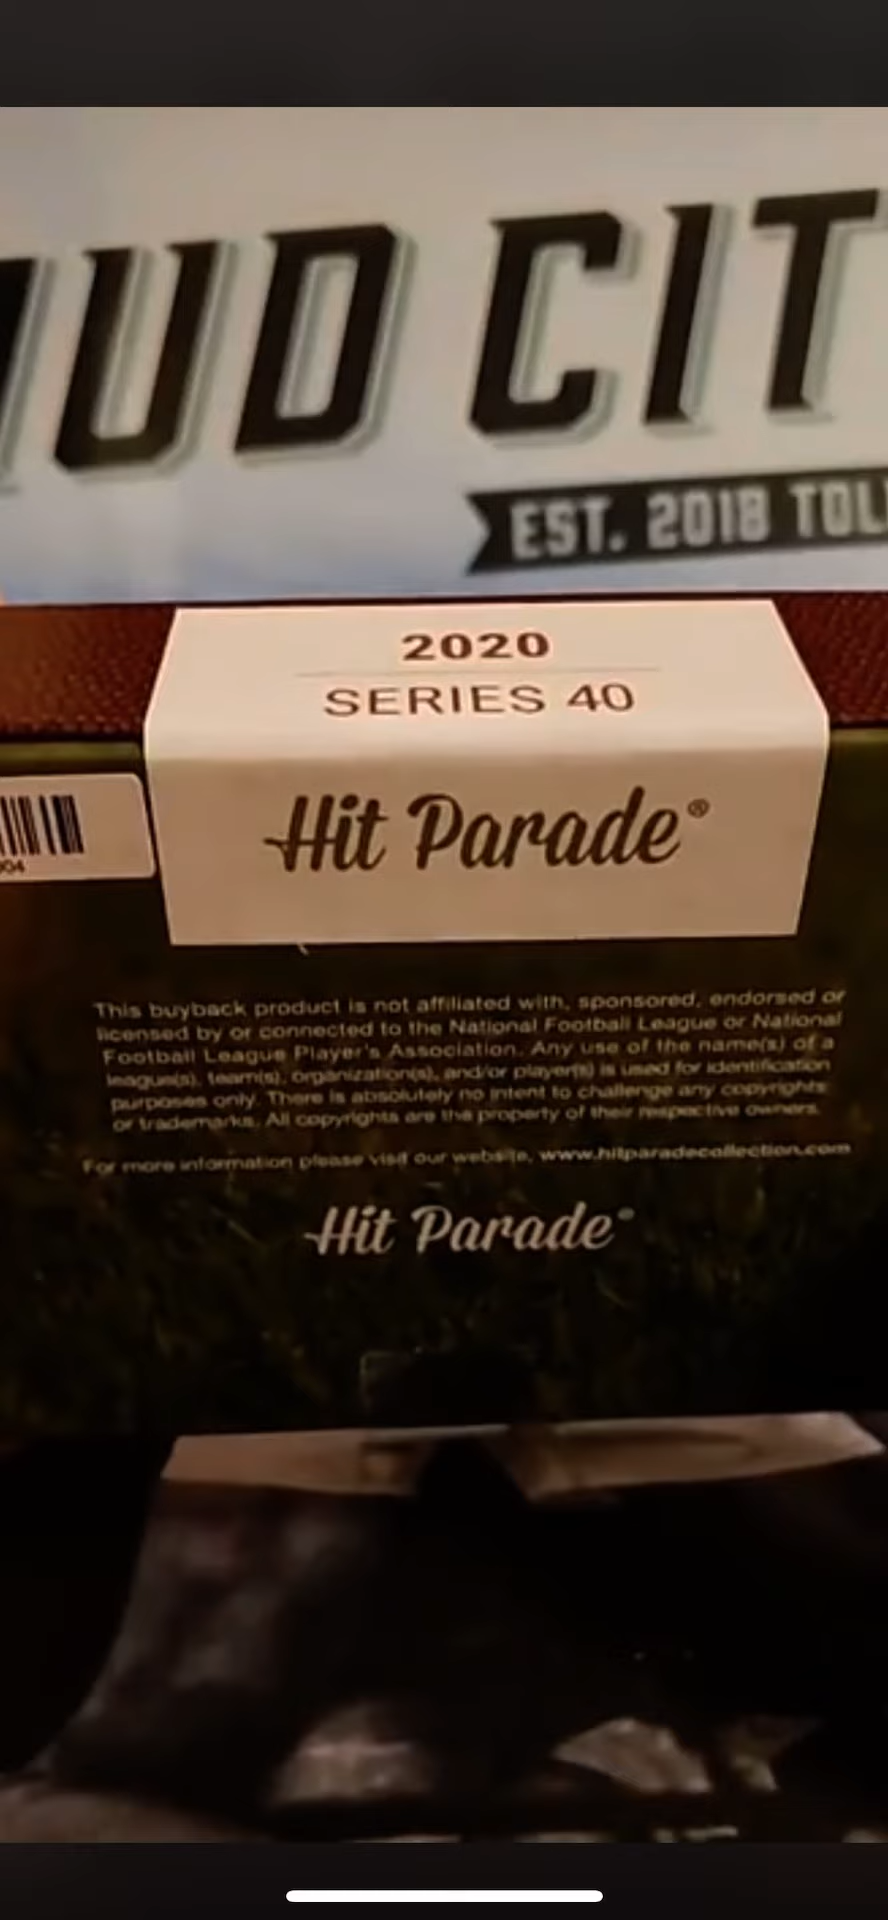 UD CIT
EST. 2018 TOL
2020
SERIES 40
Hit Parade®
904
This buyback product is not affiliated with, sponsored, endorsed or
licensed by or connected to the National Football League or National
Football League Player's Association. Any use of the name(s) of a
league(s), team(s), organization(s), and/or player(s) is used for identification
purposes only. There is absolutely no intent to challenge any copyrights
or trademarks. All copyrights are the property of their respective owners.
For more information please visit our website, www.hitparadecollection.com
Hit Parade®